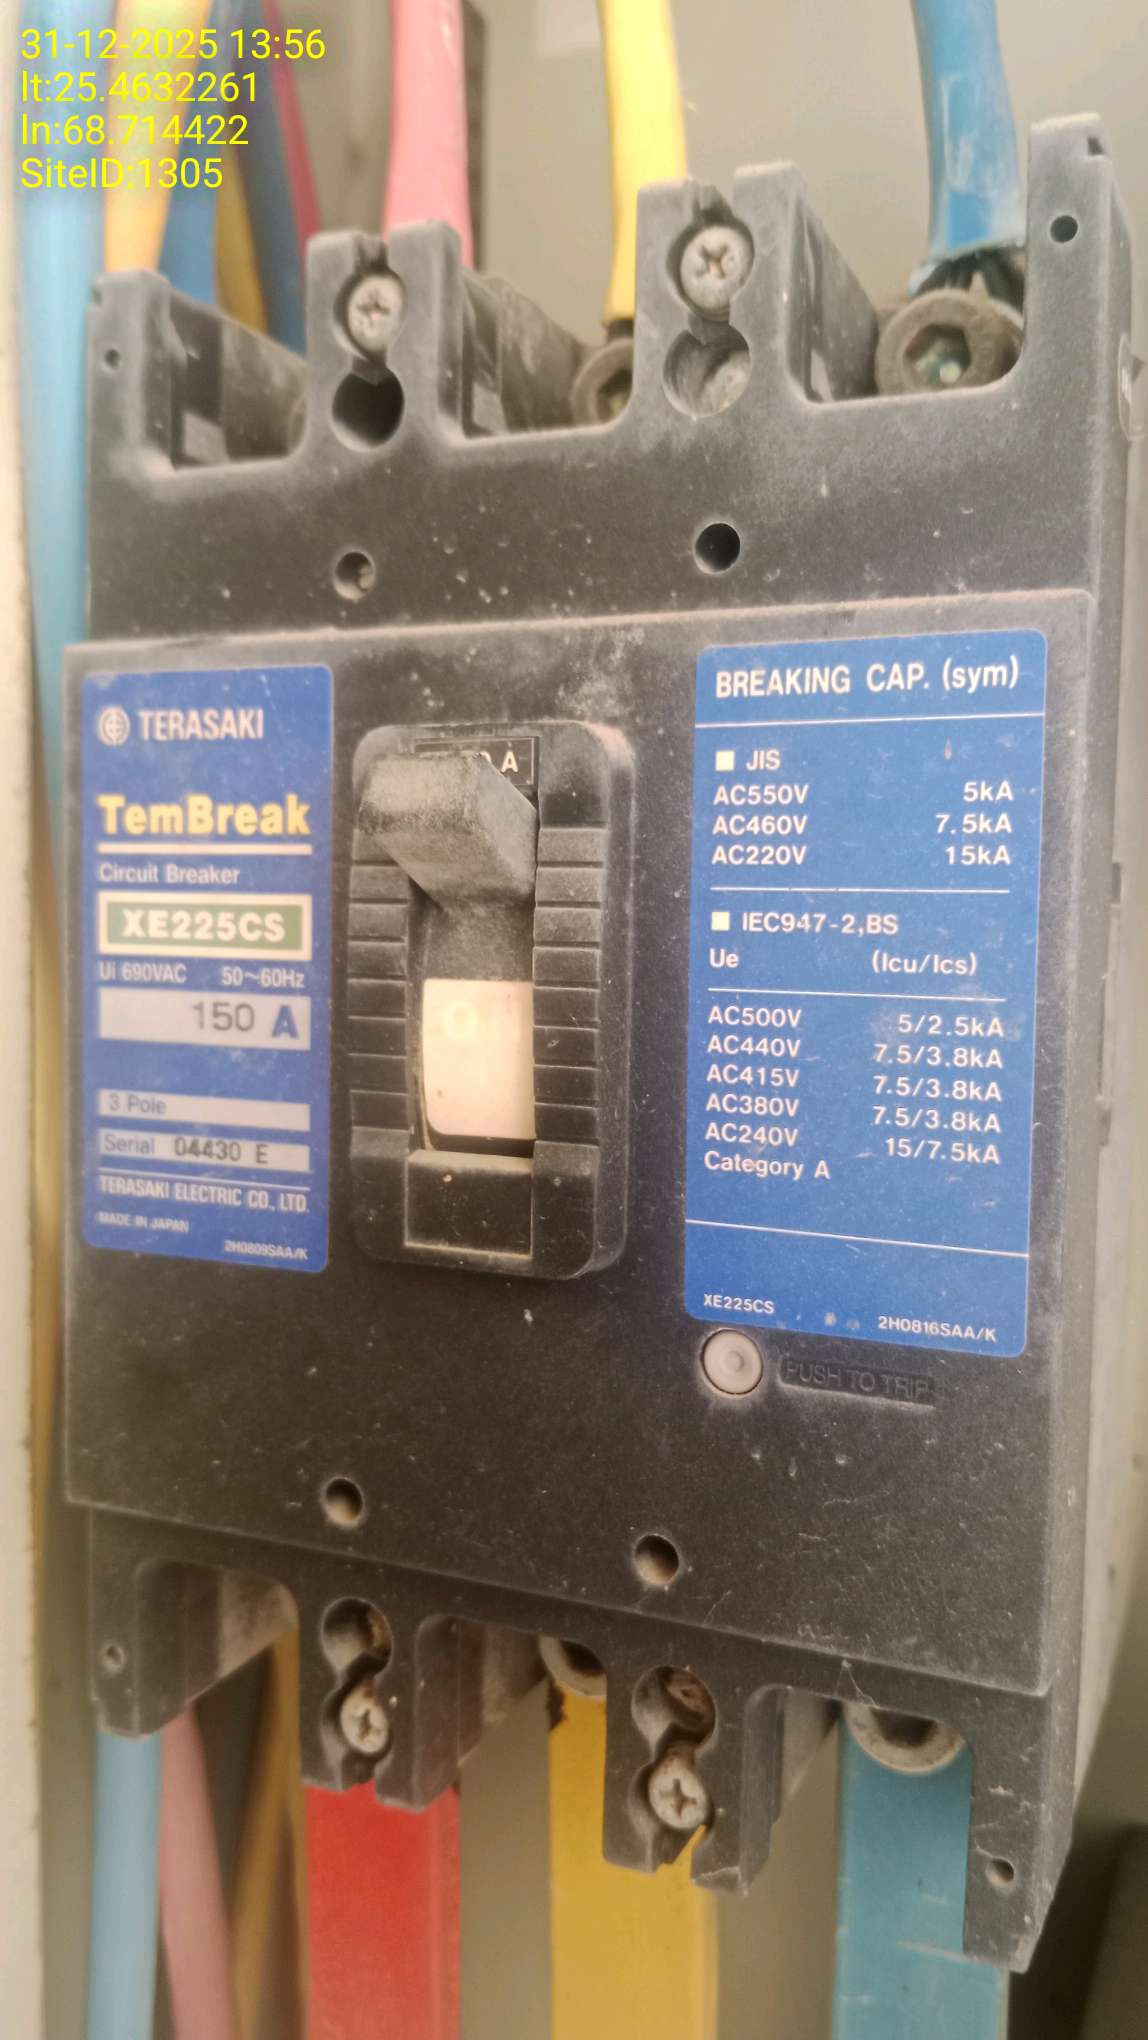 31-12-2025 13:56
lt:25.4632261
ln:68.714422
SiteID:1305
TERASAKI
TemBreak
Circuit Breaker
XE225CS
Ui 690VAC 50~60Hz
150 A
3 Pole
Serial 04430 E
TERASAKI ELECTRIC CO., LTD.
MADE IN JAPAN
2H0809SAA/K
A
O
BREAKING CAP. (sym)
JIS
AC550V 5kA
AC460V 7.5kA
AC220V 15kA
IEC947-2,BS
Ue (Icu/Ics)
AC500V 5/2.5kA
AC440V 7.5/3.8kA
AC415V 7.5/3.8kA
AC380V 7.5/3.8kA
AC240V 15/7.5kA
Category A
XE225CS 2H0816SAA/K
PUSH TO TRIP